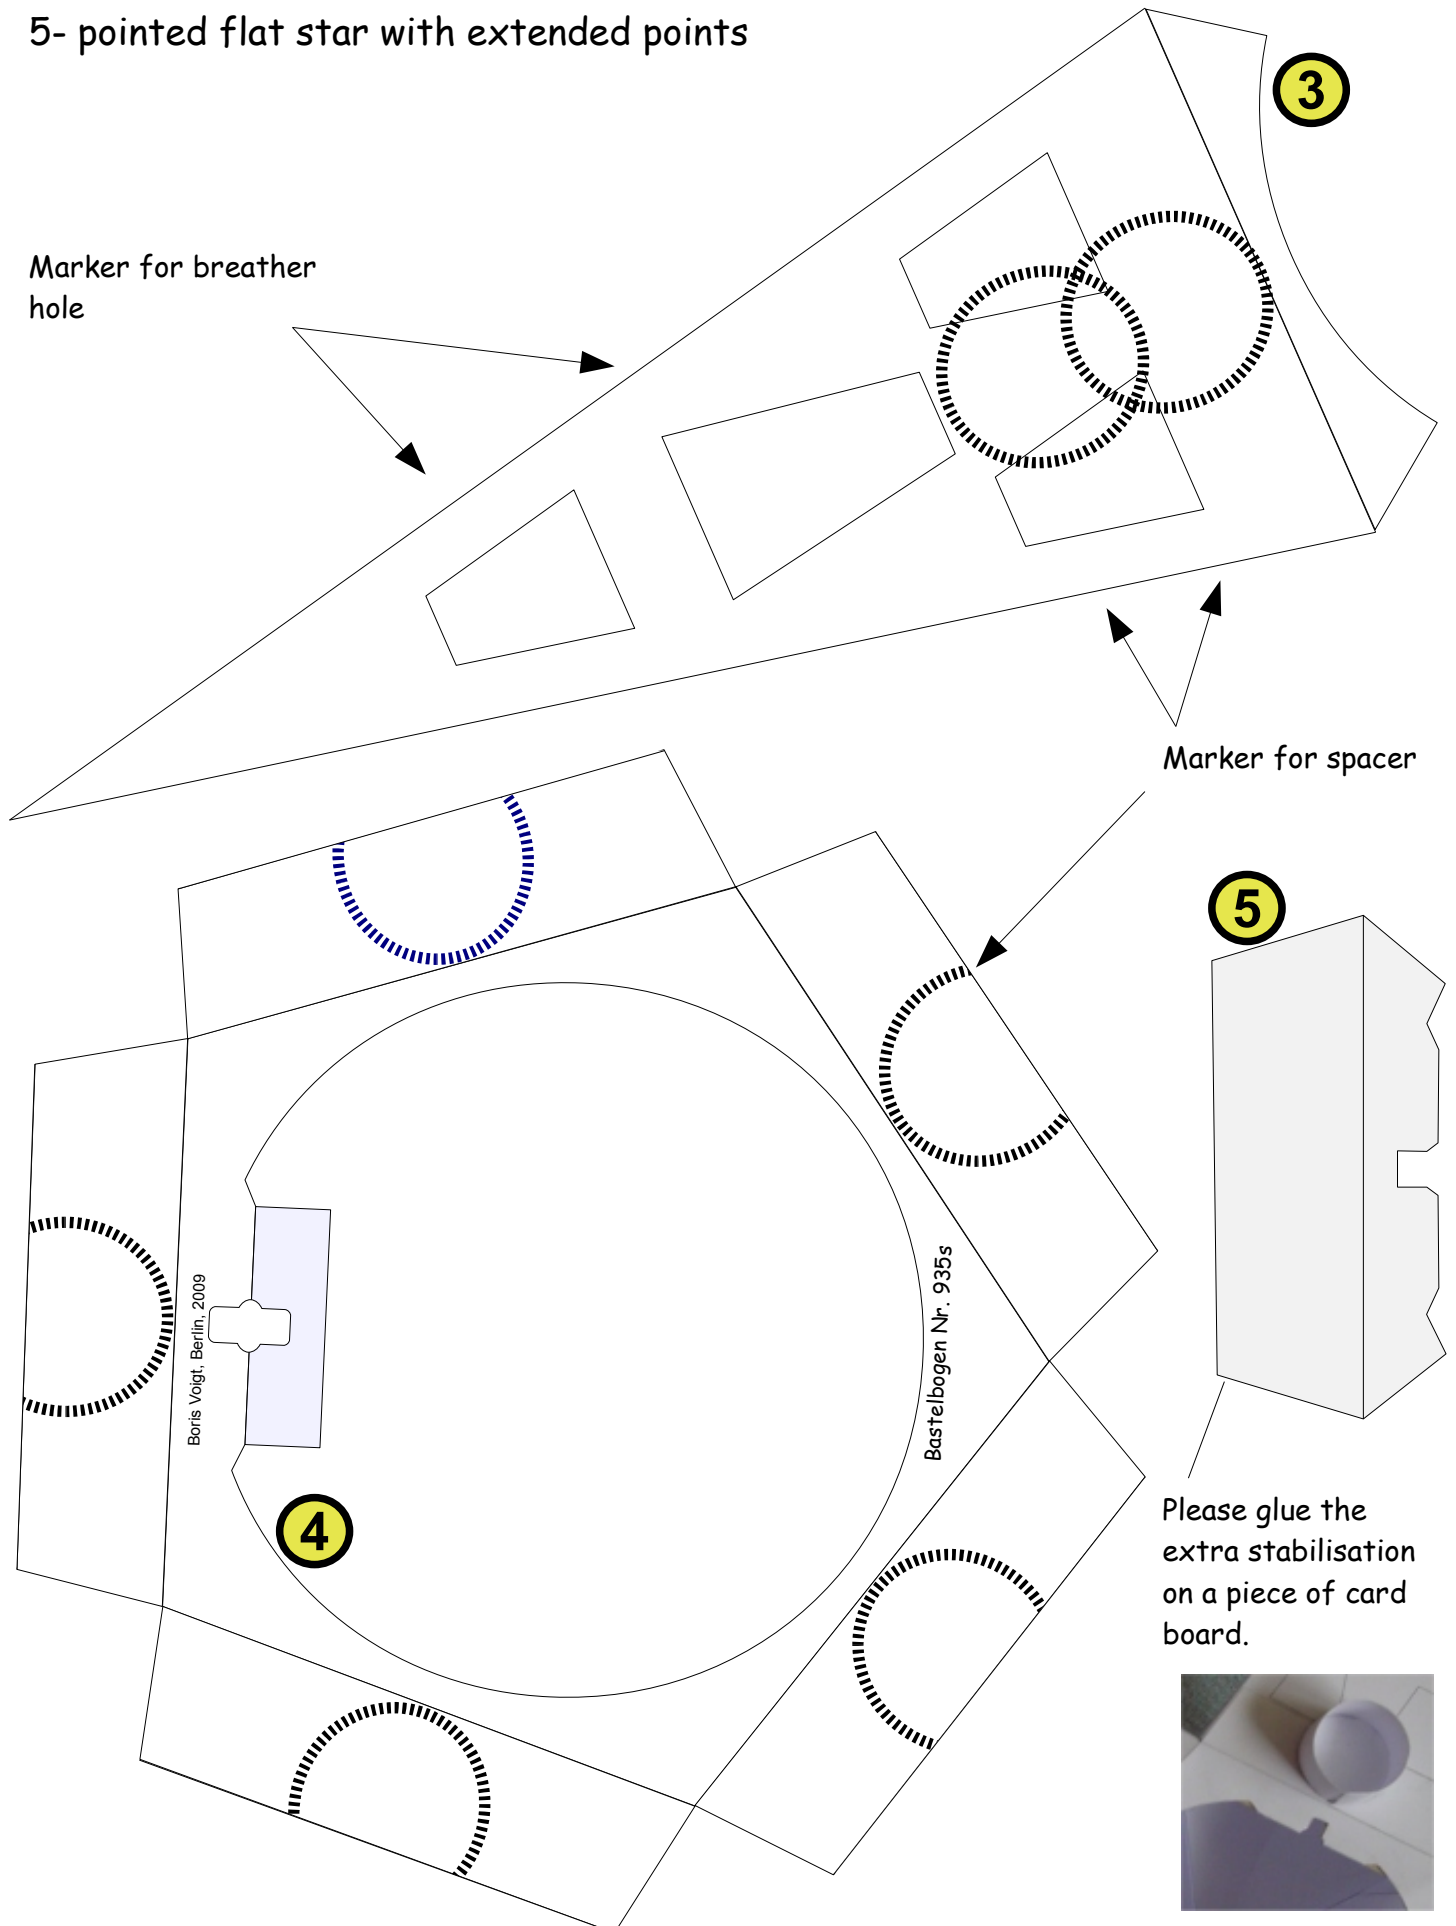 5- pointed flat star with extended points
3
Marker for breather
hole
Marker for spacer
5
Boris Voigt, Berlin, 2009
Bastelbogen Nr. 935s
4
Please glue the
extra stabilisation
on a piece of card
board.